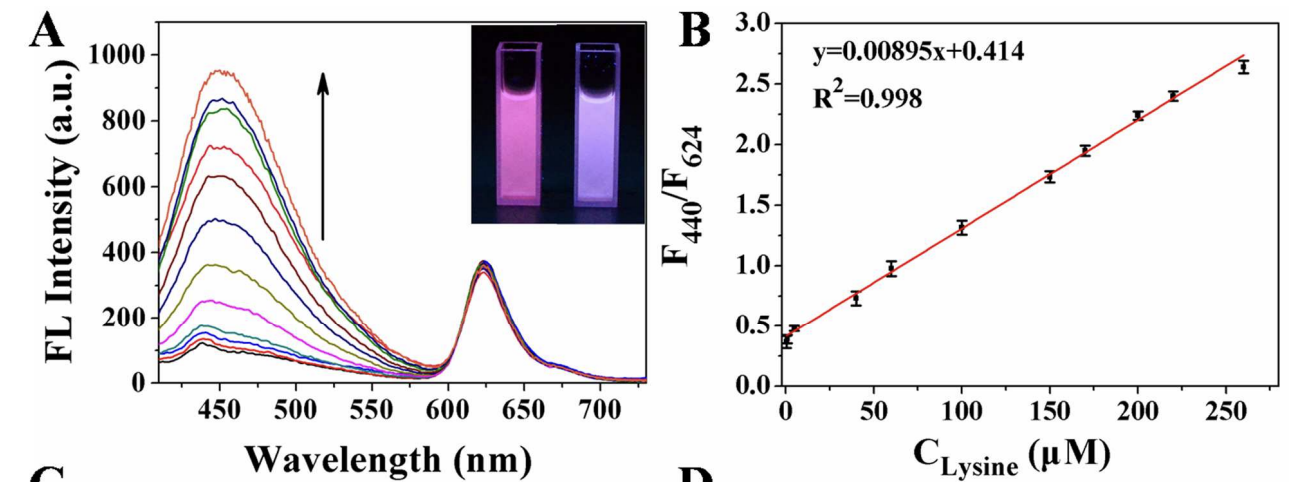 A
FL Intensity (a.u.)
1000
800
600
400
200
0
450 500 550 600 650 700
Wavelength (nm)
B
F440/F624
3.0
2.5
2.0
1.5
1.0
0.5
0.0
y=0.00895x+0.414
R²=0.998
0 50 100 150 200 250
CLysine (μM)